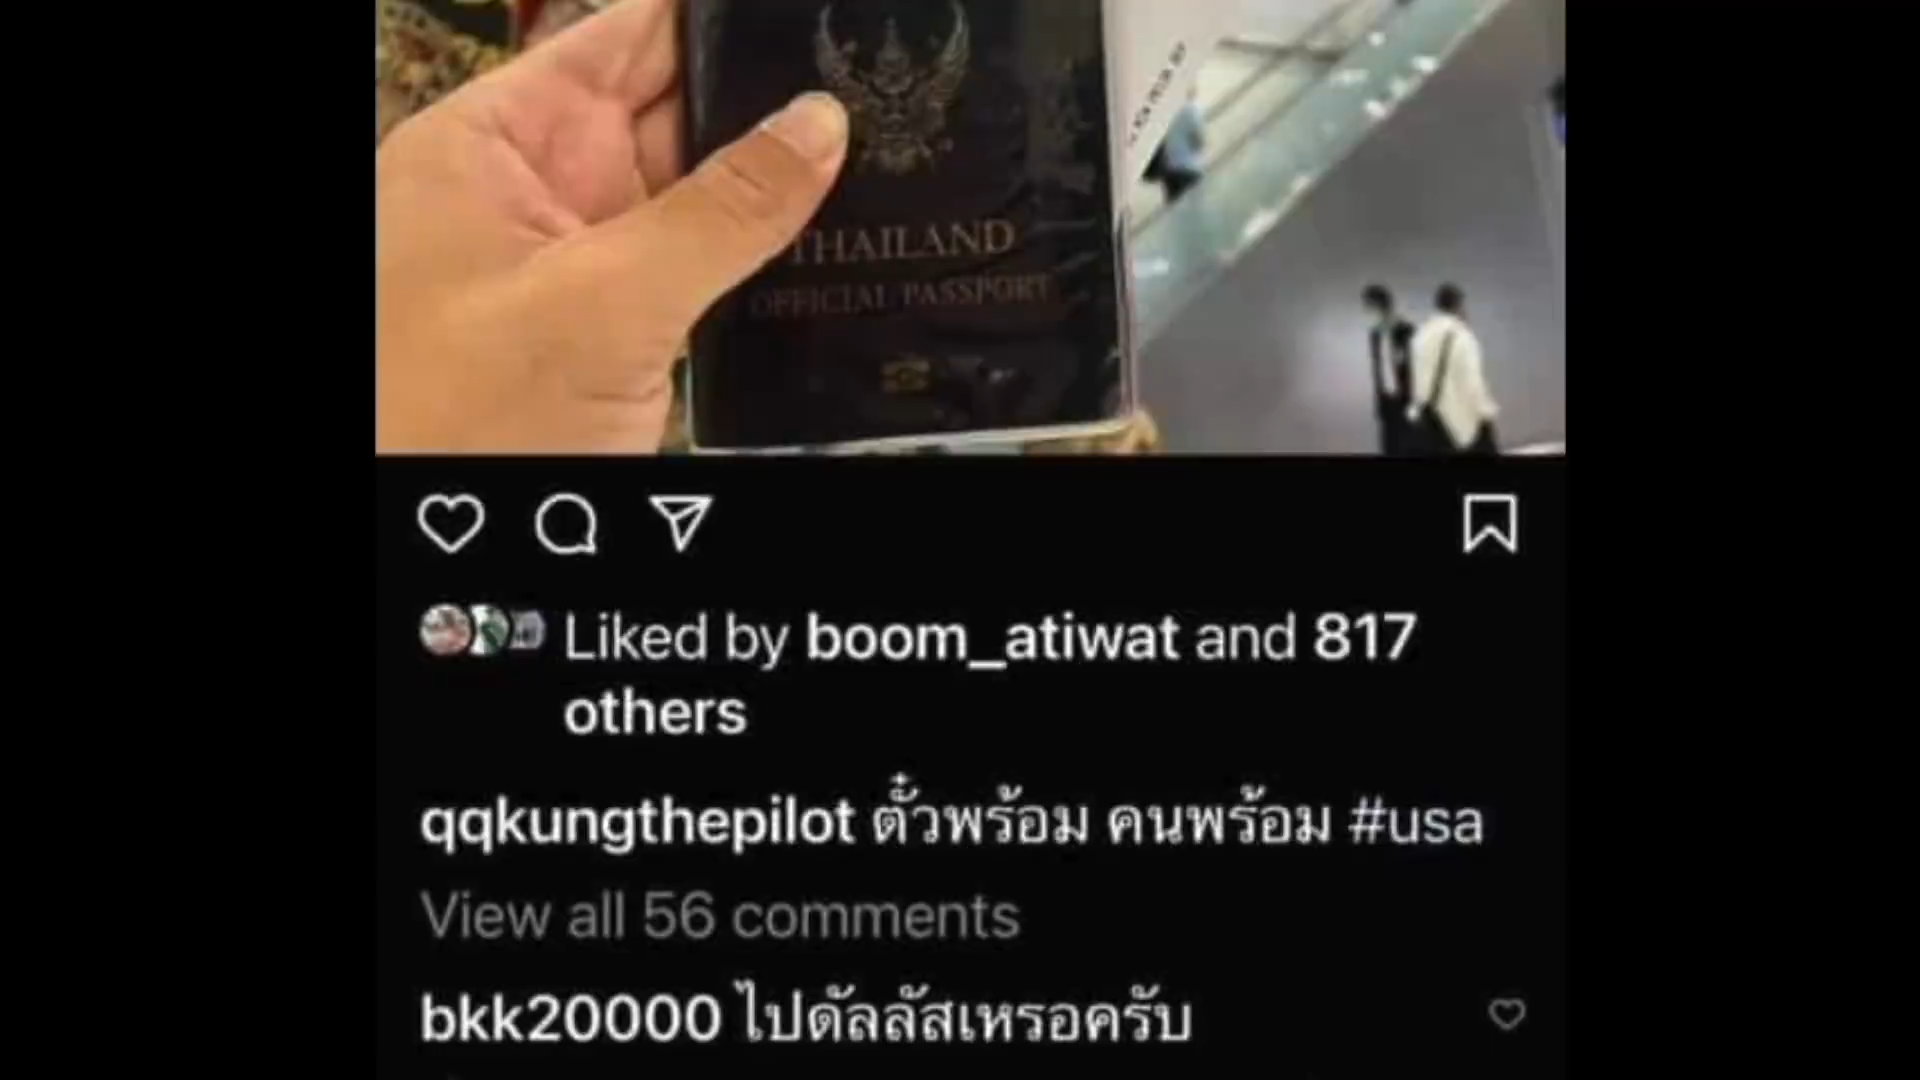 THAILAND
OFFICIAL PASSPORT
Liked by boom_atiwat and 817
others
qqkungthepilot ตั๋วพร้อม คนพร้อม #usa
View all 56 comments
bkk20000 ไปดัลลัสเหรอครับ